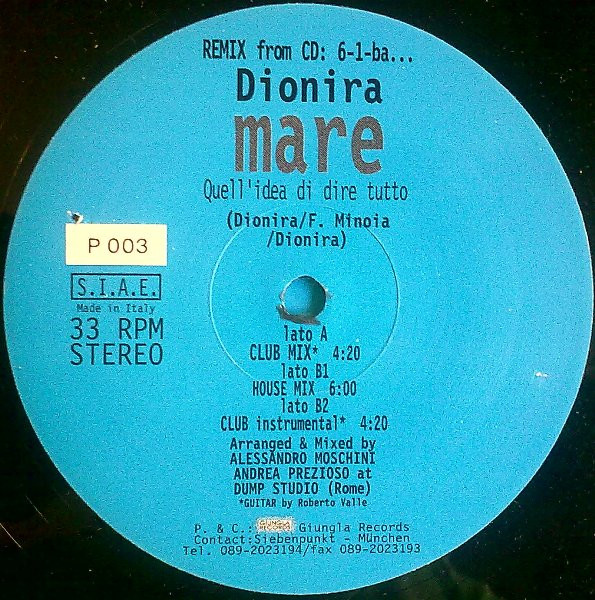 REMIX from CD: 6-1-ba...
Dionira
mare
Quell'idea di dire tutto
(Dionira/F. Minoia
/Dionira)
P 003
S.I.A.E.
Made in Italy
33 RPM
STEREO
lato A
CLUB MIX* 4:20
lato B1
HOUSE MIX 6:00
lato B2
CLUB instrumental* 4:20
Arranged & Mixed by
ALESSANDRO MOSCHINI
ANDREA PREZIOSO at
DUMP STUDIO (Rome)
*GUITAR by Roberto Valle
P. & C.: GIUNGLA RECORDS Giungla Records
Contact:Siebenpunkt - München
Tel. 089-2023194/fax 089-2023193